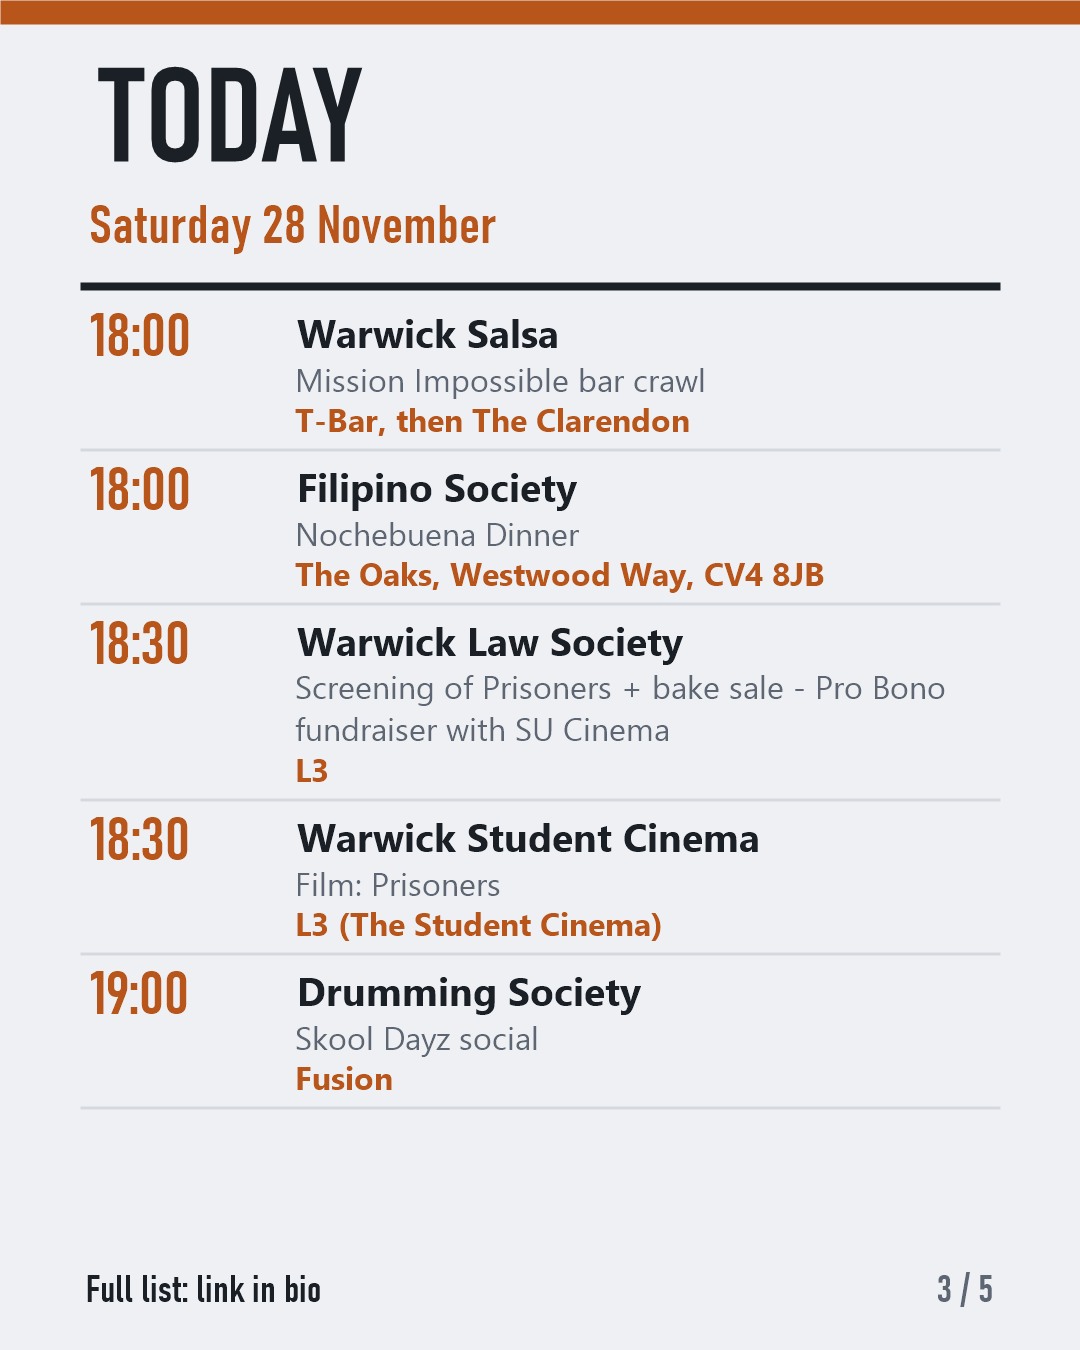 TODAY
Saturday 28 November
18:00
Warwick Salsa
Mission Impossible bar crawl
T-Bar, then The Clarendon
18:00
Filipino Society
Nochebuena Dinner
The Oaks, Westwood Way, CV4 8JB
18:30
Warwick Law Society
Screening of Prisoners + bake sale - Pro Bono
fundraiser with SU Cinema
L3
18:30
Warwick Student Cinema
Film: Prisoners
L3 (The Student Cinema)
19:00
Drumming Society
Skool Dayz social
Fusion
Full list: link in bio
3 / 5